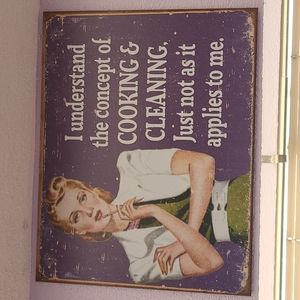 I understand
the concept of
COOKING &
CLEANING,
Just not as it
applies to me.